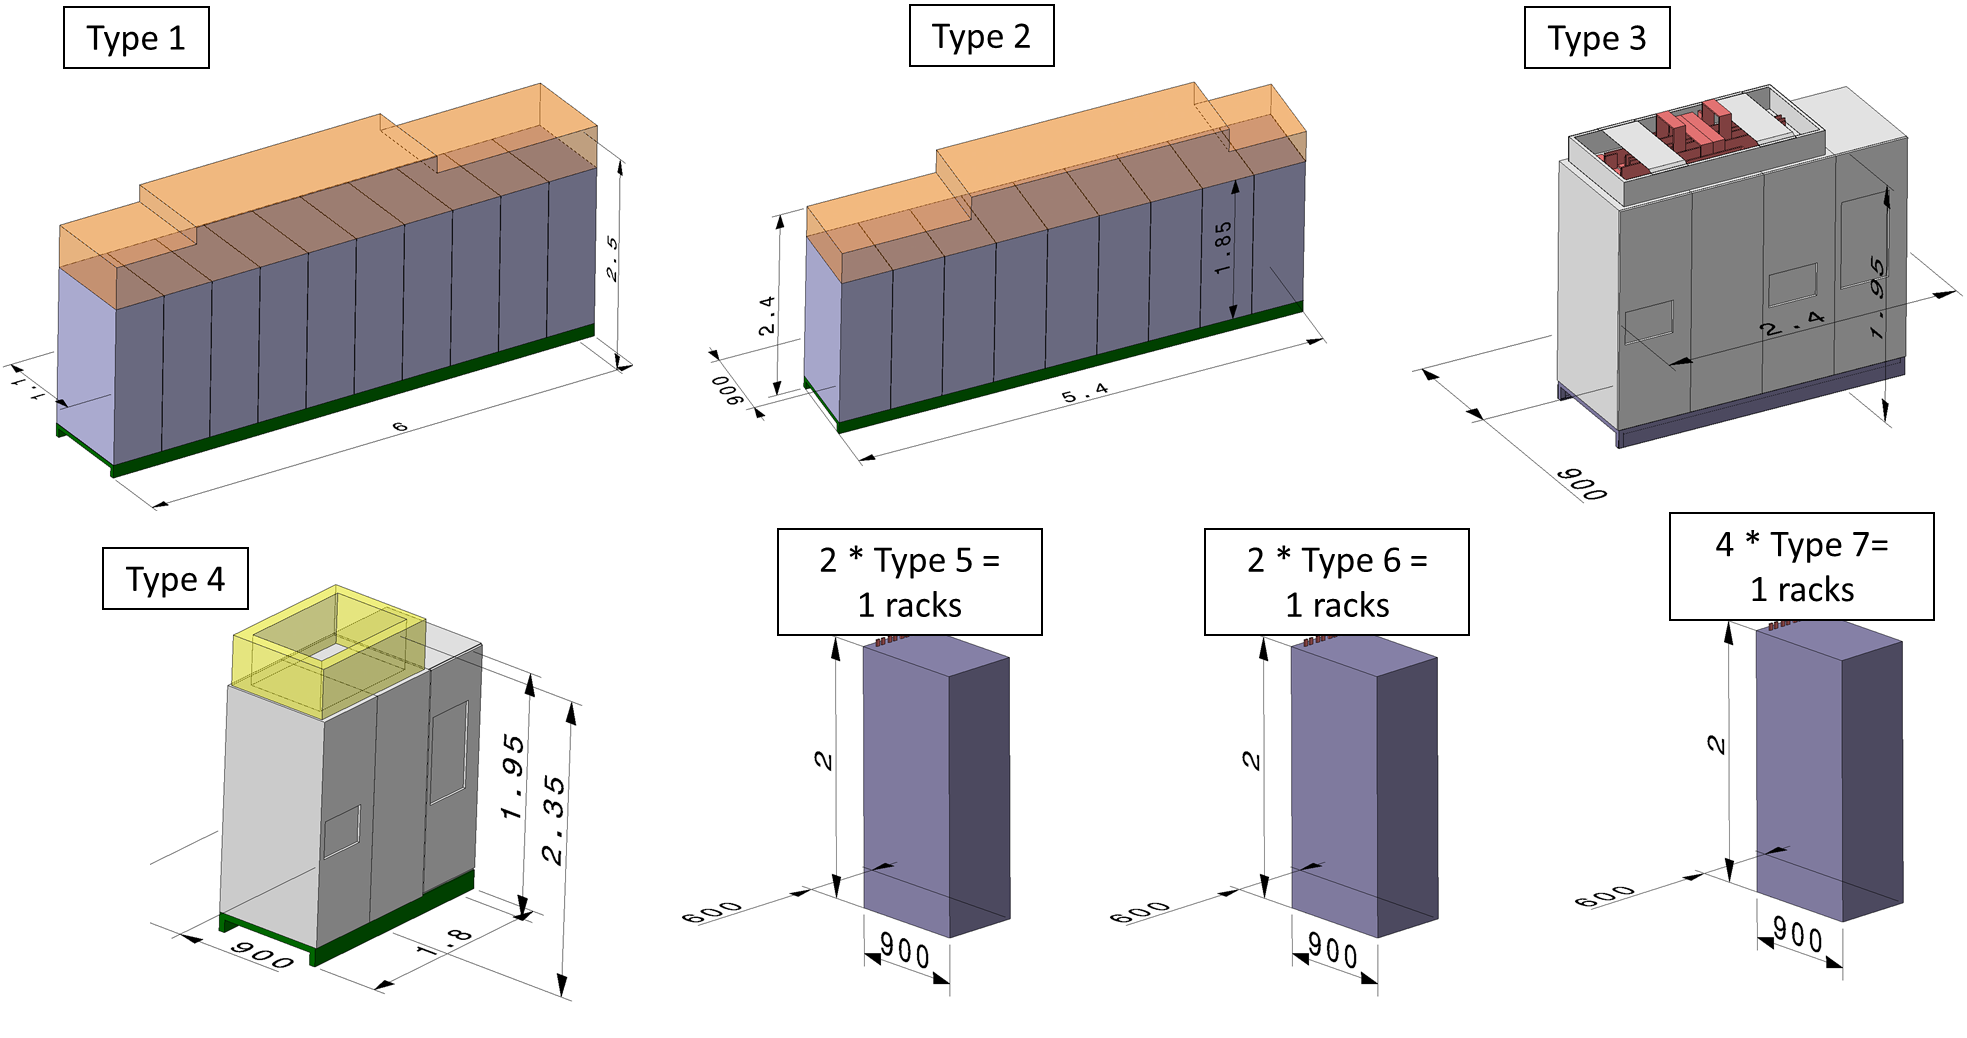 Type 1
Type 2
Type 3
2.5
1.1
6
2.4
1.85
900
5.4
1.95
2.4
900
Type 4
2 * Type 5 =
1 racks
2 * Type 6 =
1 racks
4 * Type 7=
1 racks
1.95
2.35
900
1.8
2
600
900
2
600
900
2
600
900